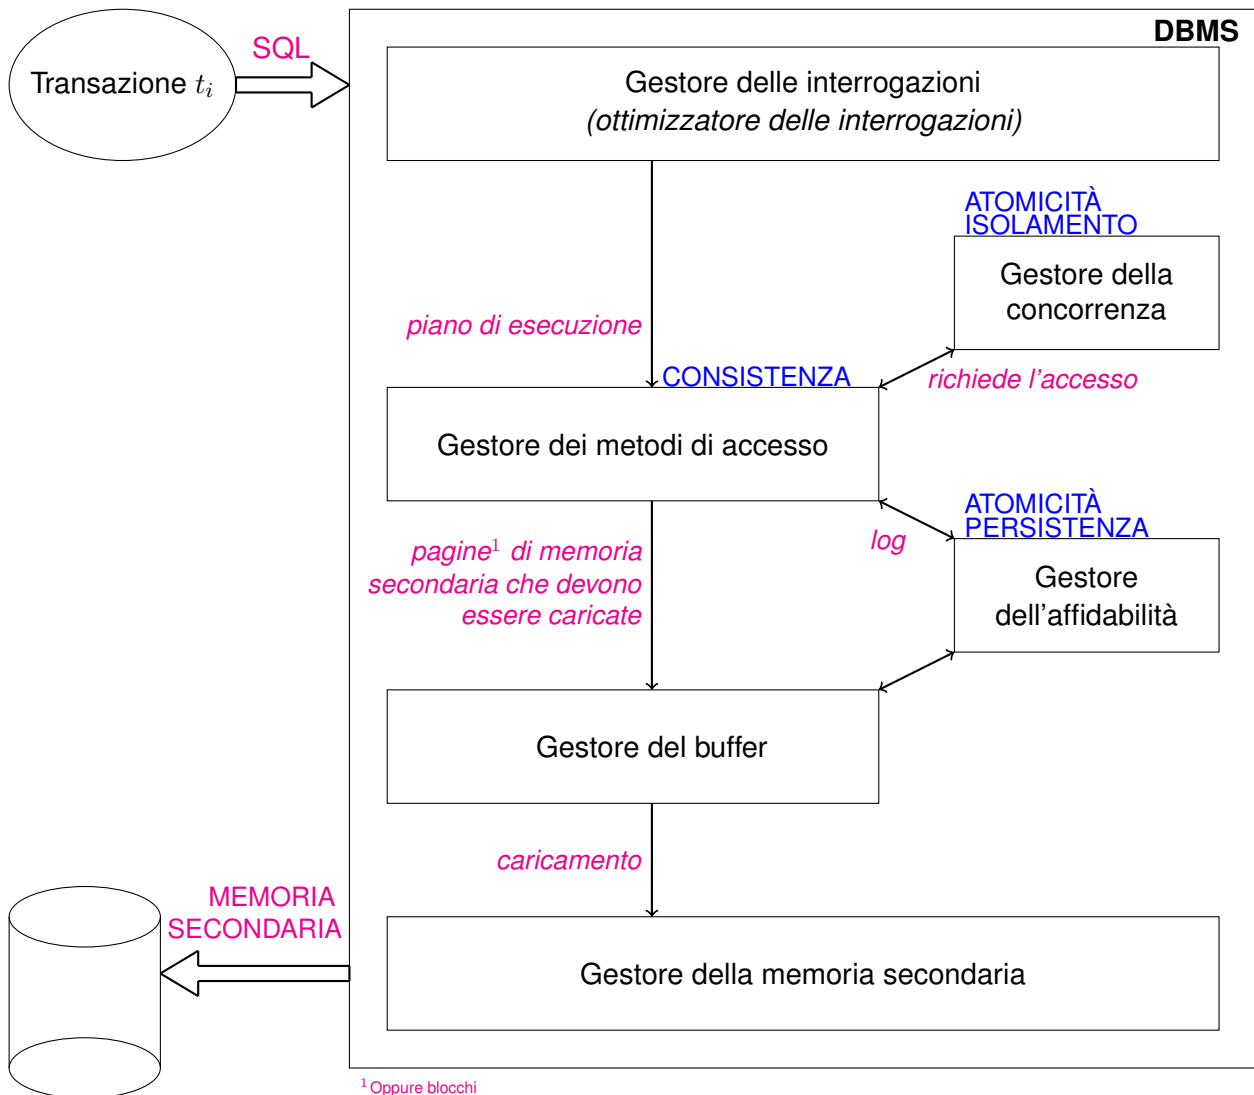 DBMS
SQL
Transazione ti
Gestore delle interrogazioni
(ottimizzatore delle interrogazioni)
ATOMICITÀ
ISOLAMENTO
Gestore della
concorrenza
piano di esecuzione
CONSISTENZA
richiede l'accesso
Gestore dei metodi di accesso
ATOMICITÀ
PERSISTENZA
log
pagine¹ di memoria
secondaria che devono
essere caricate
Gestore
dell'affidabilità
Gestore del buffer
caricamento
MEMORIA
SECONDARIA
Gestore della memoria secondaria
¹ Oppure blocchi